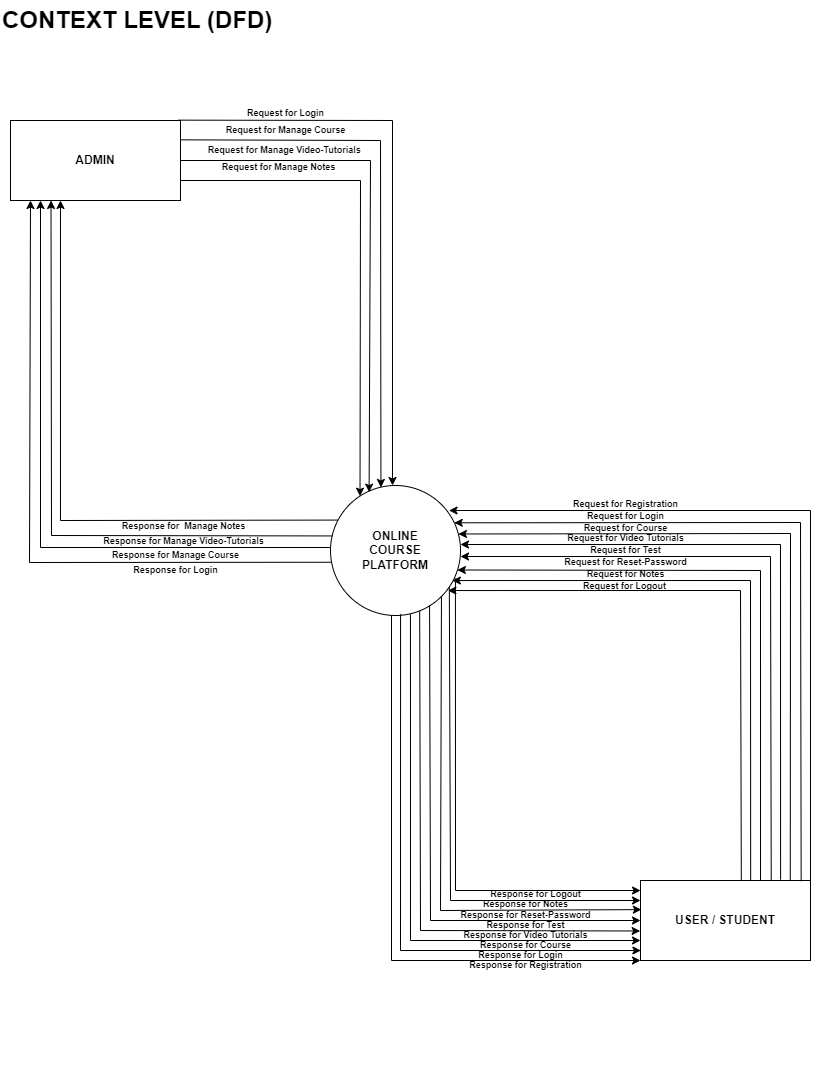 CONTEXT LEVEL (DFD)
Request for Login
Request for Manage Course
Request for Manage Video-Tutorials
Request for Manage Notes
ADMIN
Response for  Manage Notes
Response for Manage Video-Tutorials
Response for Manage Course
Response for Login
ONLINE
COURSE
PLATFORM
Request for Registration
Request for Login
Request for Course
Request for Video Tutorials
Request for Test
Request for Reset-Password
Request for Notes
Request for Logout
Response for Logout
Response for Notes
Response for Reset-Password
Response for Test
Response for Video Tutorials
Response for Course
Response for Login
Response for Registration
USER / STUDENT